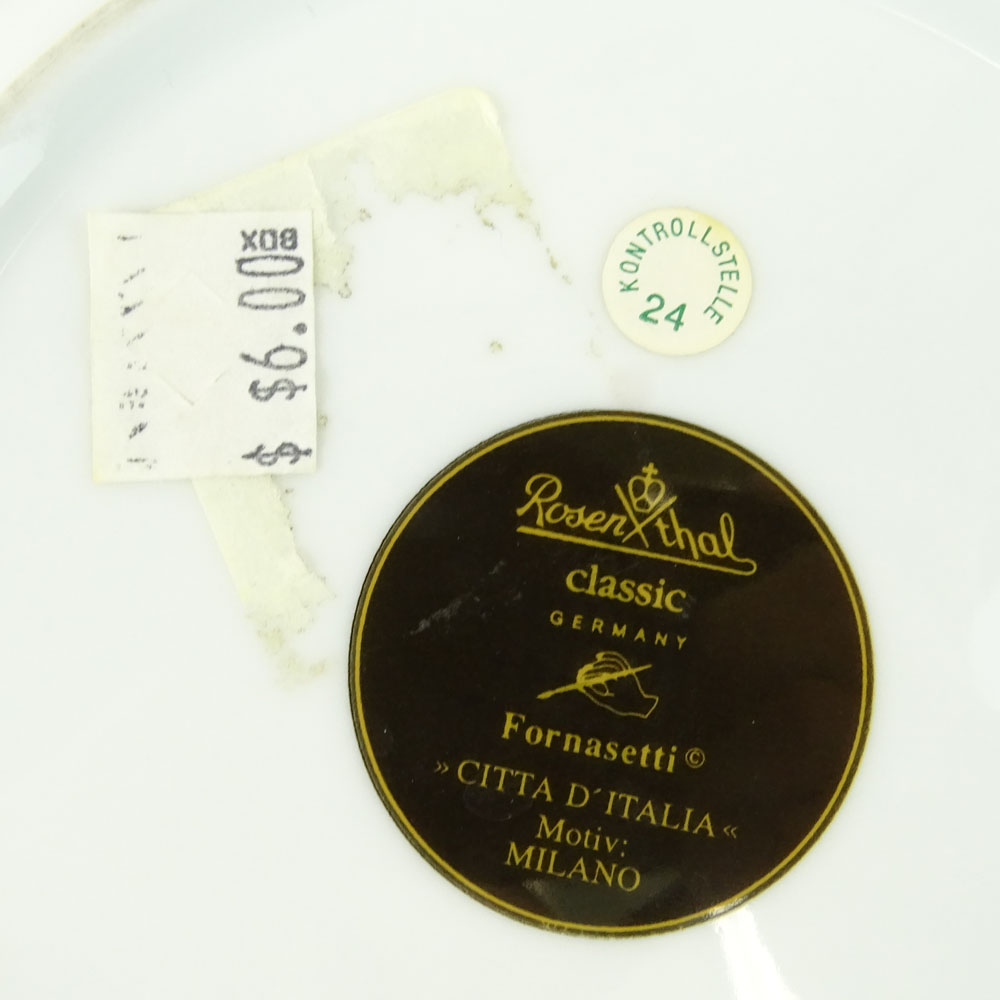 BOX
$ $6.00
KONTROLLSTELLE
24
Rosenthal
classic
GERMANY
Fornasetti ©
»CITTA D´ITALIA«
Motiv:
MILANO